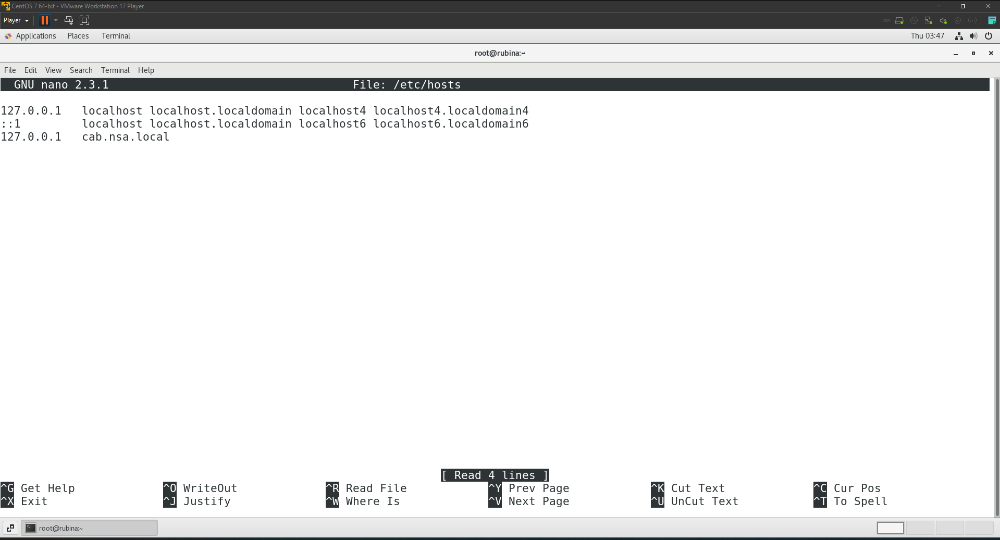 CentOS 7 64-bit - VMware Workstation 17 Player
Player
Applications Places Terminal Thu 03:47
root@rubina:~
File Edit View Search Terminal Help
GNU nano 2.3.1 File: /etc/hosts
127.0.0.1 localhost localhost.localdomain localhost4 localhost4.localdomain4
::1 localhost localhost.localdomain localhost6 localhost6.localdomain6
127.0.0.1 cab.nsa.local
[ Read 4 lines ]
^G Get Help ^O WriteOut ^R Read File ^Y Prev Page ^K Cut Text ^C Cur Pos
^X Exit ^J Justify ^W Where Is ^V Next Page ^U UnCut Text ^T To Spell
root@rubina:~